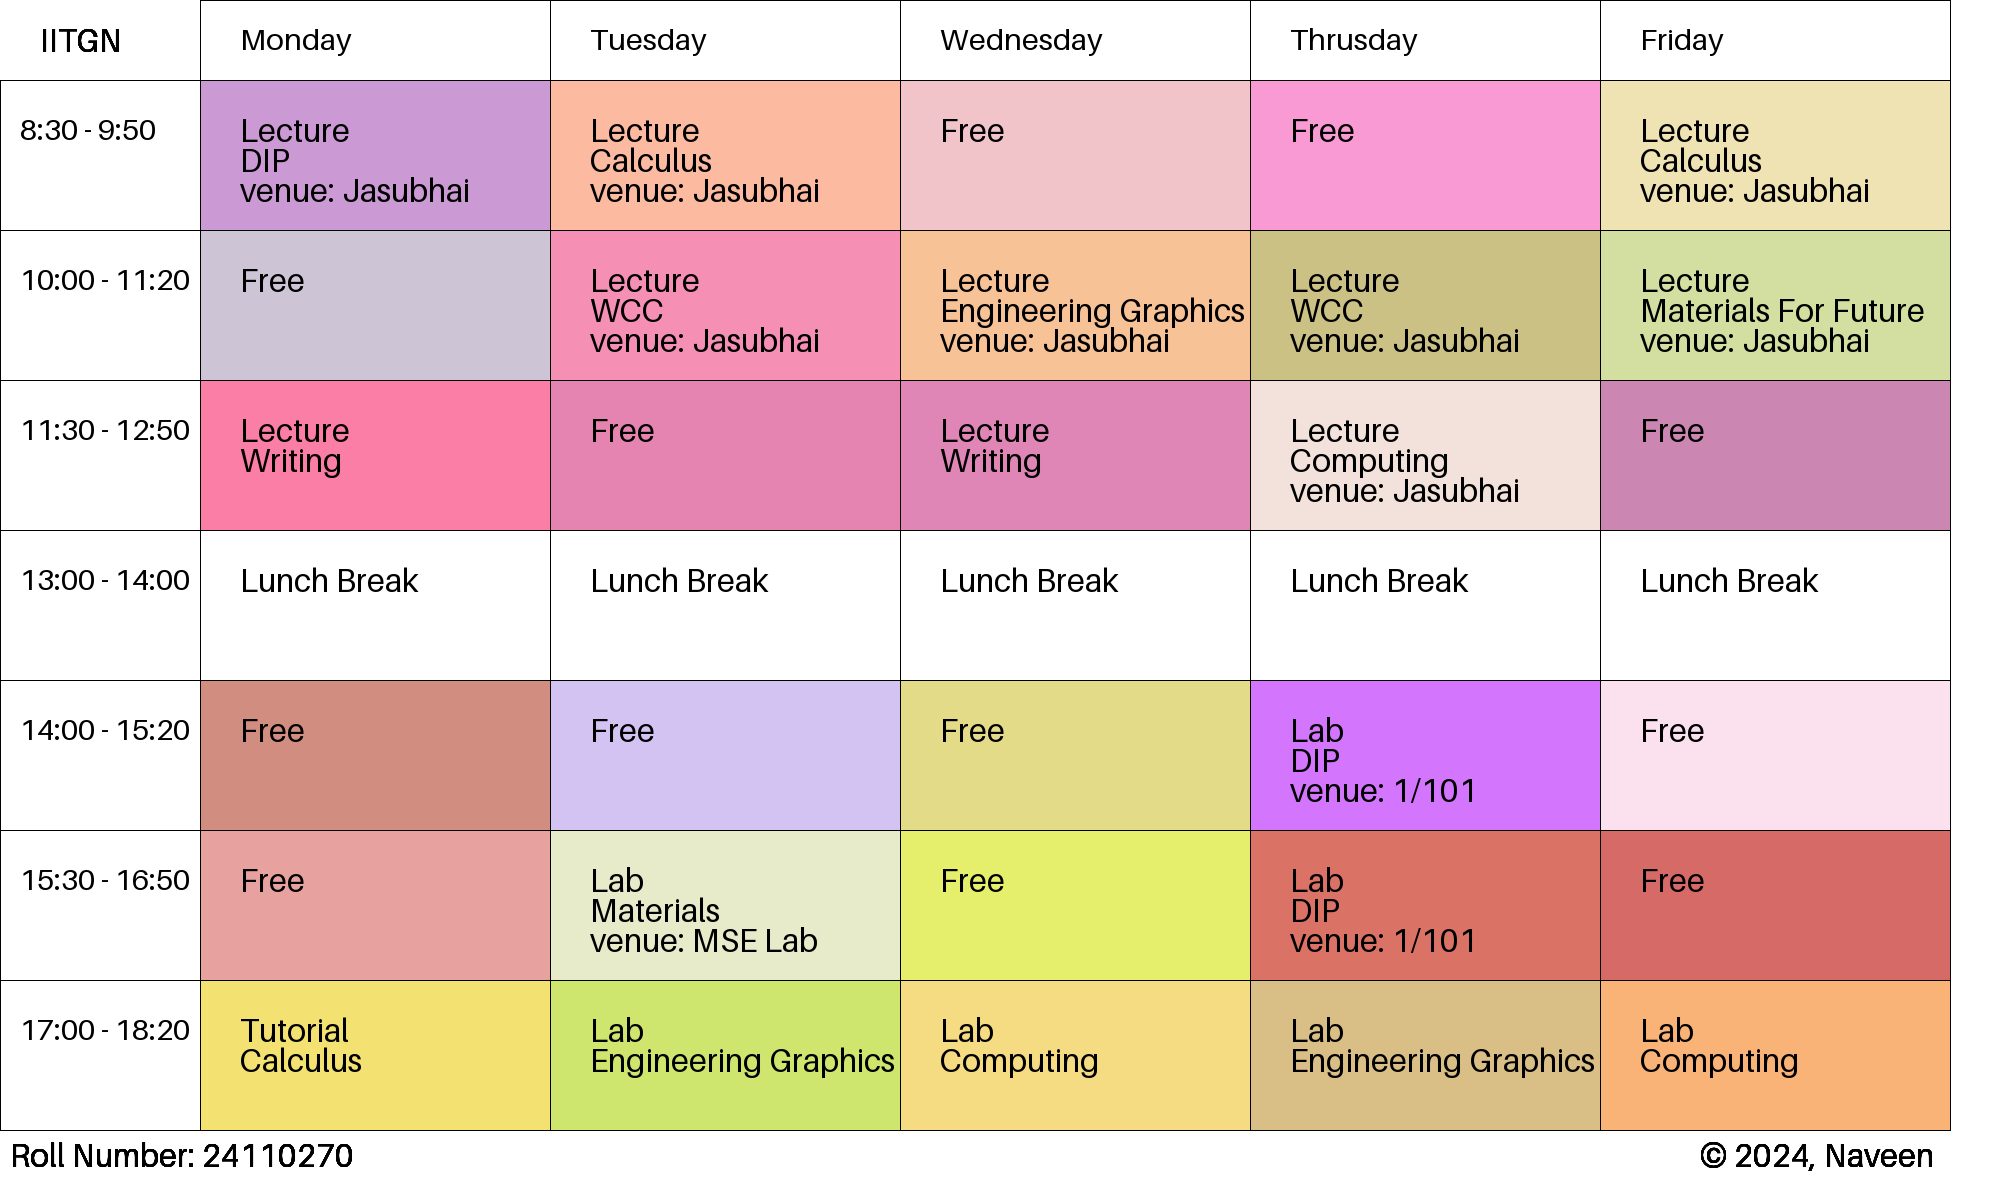 IITGN
Monday
Tuesday
Wednesday
Thrusday
Friday
8:30 - 9:50
Lecture
DIP
venue: Jasubhai
Lecture
Calculus
venue: Jasubhai
Free
Free
Lecture
Calculus
venue: Jasubhai
10:00 - 11:20
Free
Lecture
WCC
venue: Jasubhai
Lecture
Engineering Graphics
venue: Jasubhai
Lecture
WCC
venue: Jasubhai
Lecture
Materials For Future
venue: Jasubhai
11:30 - 12:50
Lecture
Writing
Free
Lecture
Writing
Lecture
Computing
venue: Jasubhai
Free
13:00 - 14:00
Lunch Break
Lunch Break
Lunch Break
Lunch Break
Lunch Break
14:00 - 15:20
Free
Free
Free
Lab
DIP
venue: 1/101
Free
15:30 - 16:50
Free
Lab
Materials
venue: MSE Lab
Free
Lab
DIP
venue: 1/101
Free
17:00 - 18:20
Tutorial
Calculus
Lab
Engineering Graphics
Lab
Computing
Lab
Engineering Graphics
Lab
Computing
Roll Number: 24110270
© 2024, Naveen